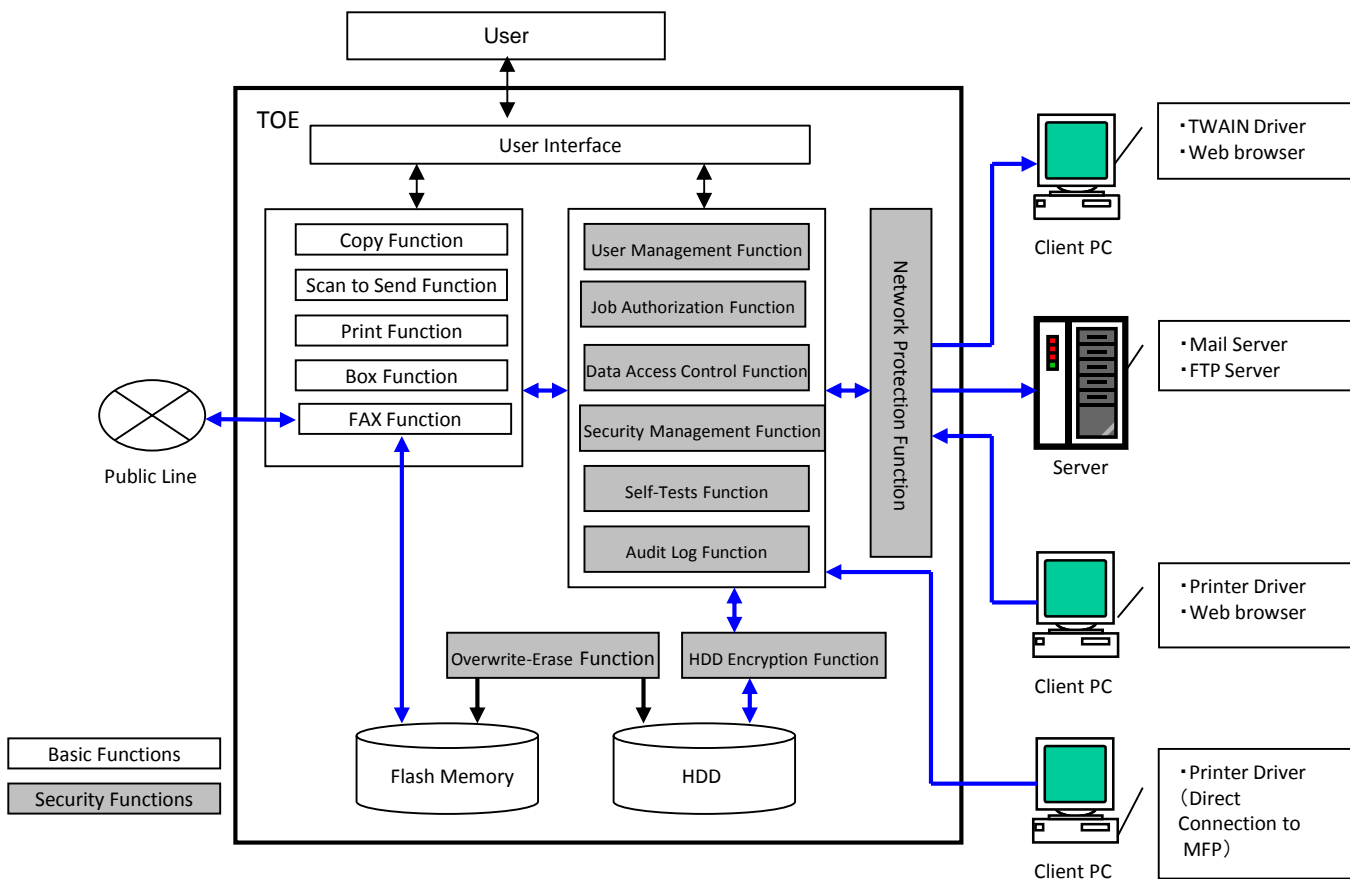 User
TOE
User Interface
Copy Function
Scan to Send Function
Print Function
Box Function
FAX Function
Public Line
User Management Function
Job Authorization Function
Data Access Control Function
Security Management Function
Self-Tests Function
Audit Log Function
Network Protection Function
Overwrite-Erase Function
HDD Encryption Function
Flash Memory
HDD
Basic Functions
Security Functions
・TWAIN Driver
・Web browser
Client PC
・Mail Server
・FTP Server
Server
・Printer Driver
・Web browser
Client PC
・Printer Driver
（Direct
Connection to
MFP）
Client PC